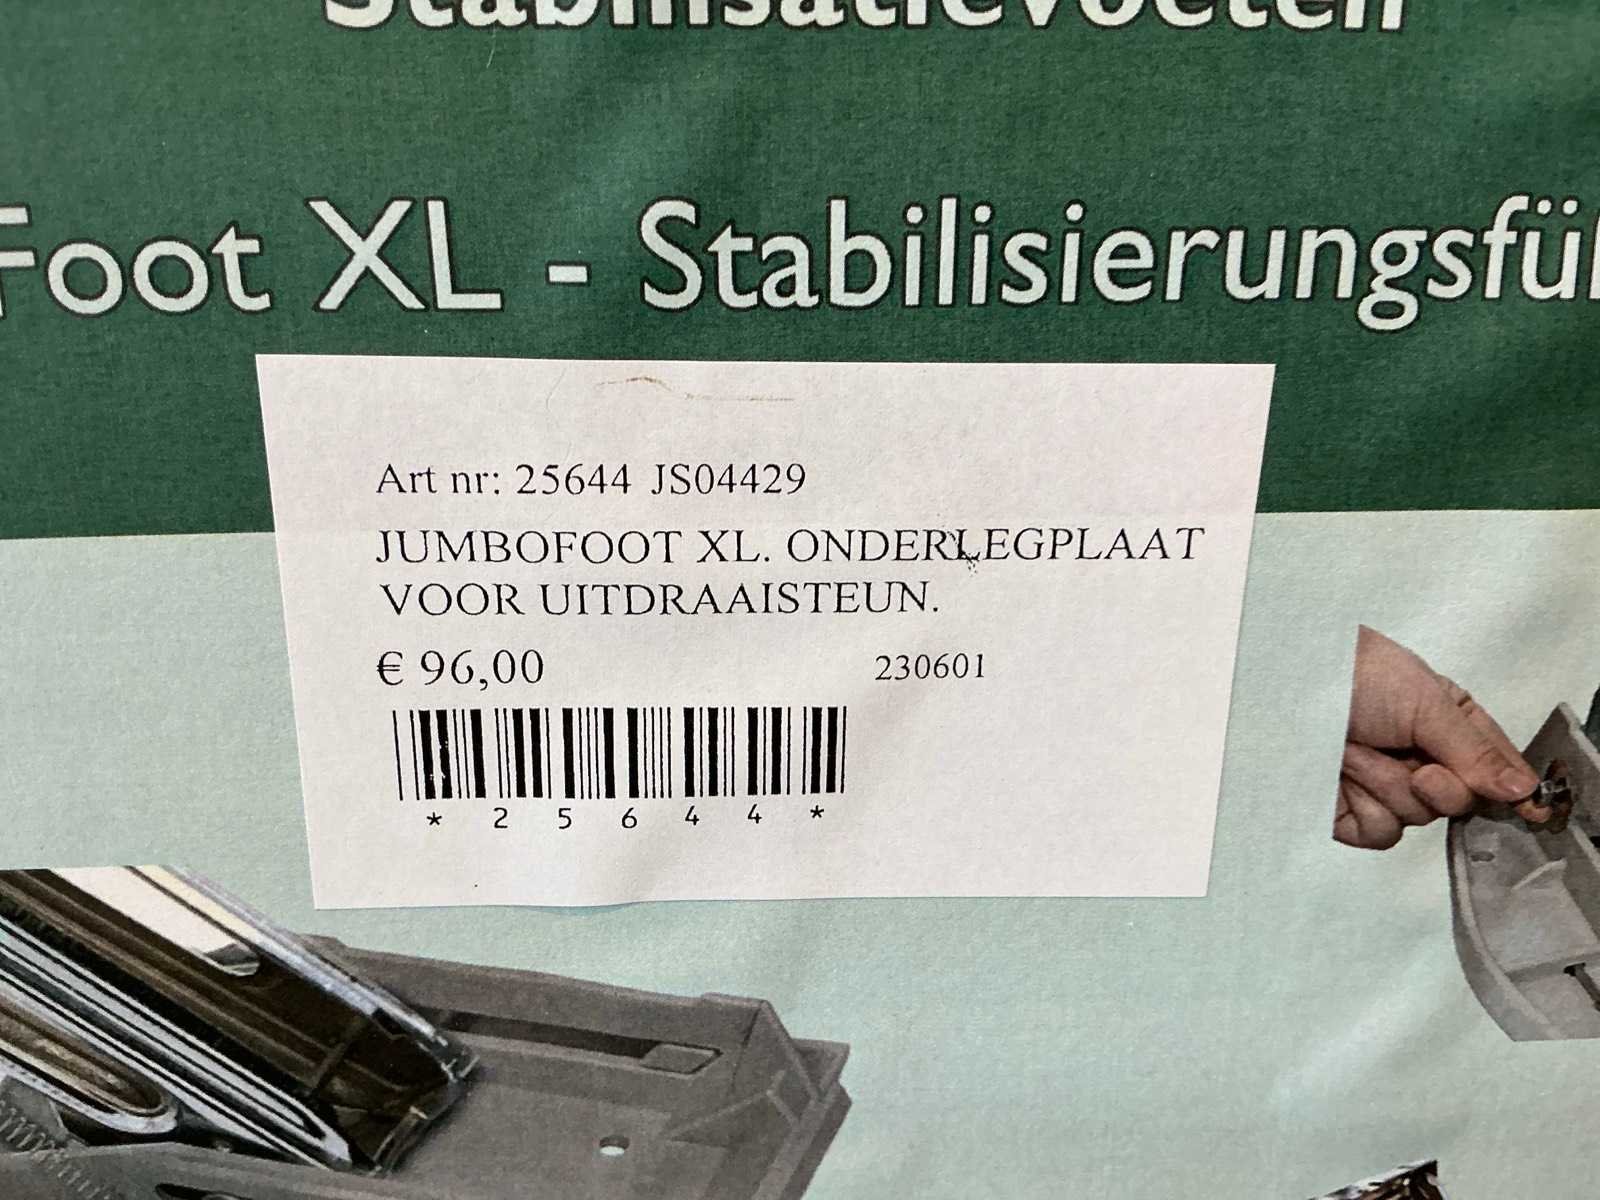 Stabilisatievoeten
Foot XL - Stabilisierungsfü
Art nr: 25644 JS04429
JUMBOFOOT XL. ONDERLEGPLAAT
VOOR UITDRAAISTEUN.
€ 96,00
230601
* 2 5 6 4 4 *